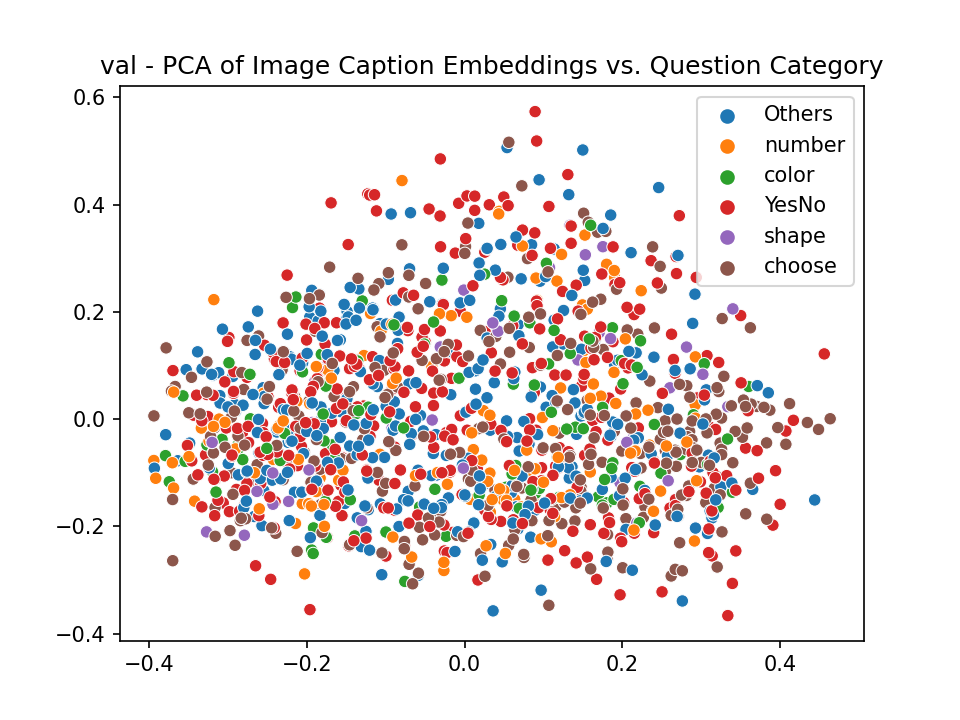 val - PCA of Image Caption Embeddings vs. Question Category
0.6
0.4
0.2
0.0
−0.2
−0.4
−0.4
−0.2
0.0
0.2
0.4
Others
number
color
YesNo
shape
choose